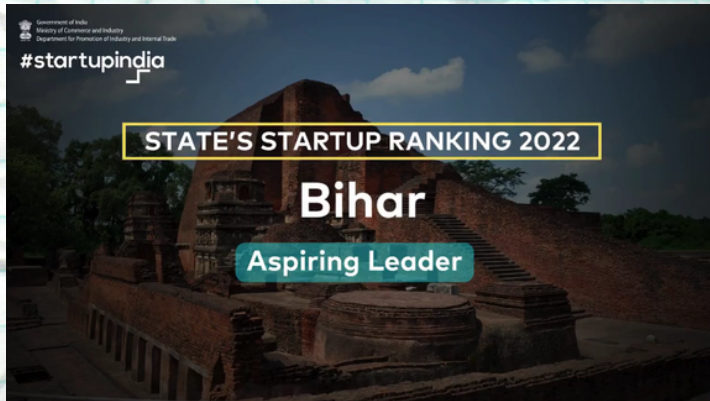 Government of India
Ministry of Commerce and Industry
Department for Promotion of Industry and Internal Trade
#startupindia
STATE'S STARTUP RANKING 2022
Bihar
Aspiring Leader